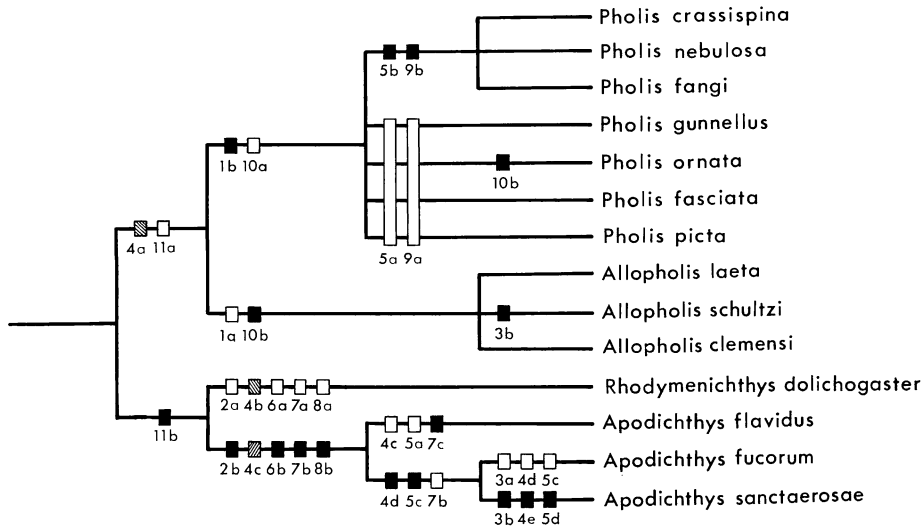 Pholis crassispina
Pholis nebulosa
5b 9b
Pholis fangi
Pholis gunnellus
1b 10a
Pholis ornata
10b
Pholis fasciata
Pholis picta
4a 11a
5a 9a
Allopholis laeta
Allopholis schultzi
1a 10b
3b
Allopholis clemensi
Rhodymenichthys dolichogaster
2a 4b 6a 7a 8a
Apodichthys flavidus
11b
4c 5a 7c
Apodichthys fucorum
2b 4c 6b 7b 8b
3a 4d 5c
Apodichthys sanctaerosae
4d 5c 7b
3b 4e 5d